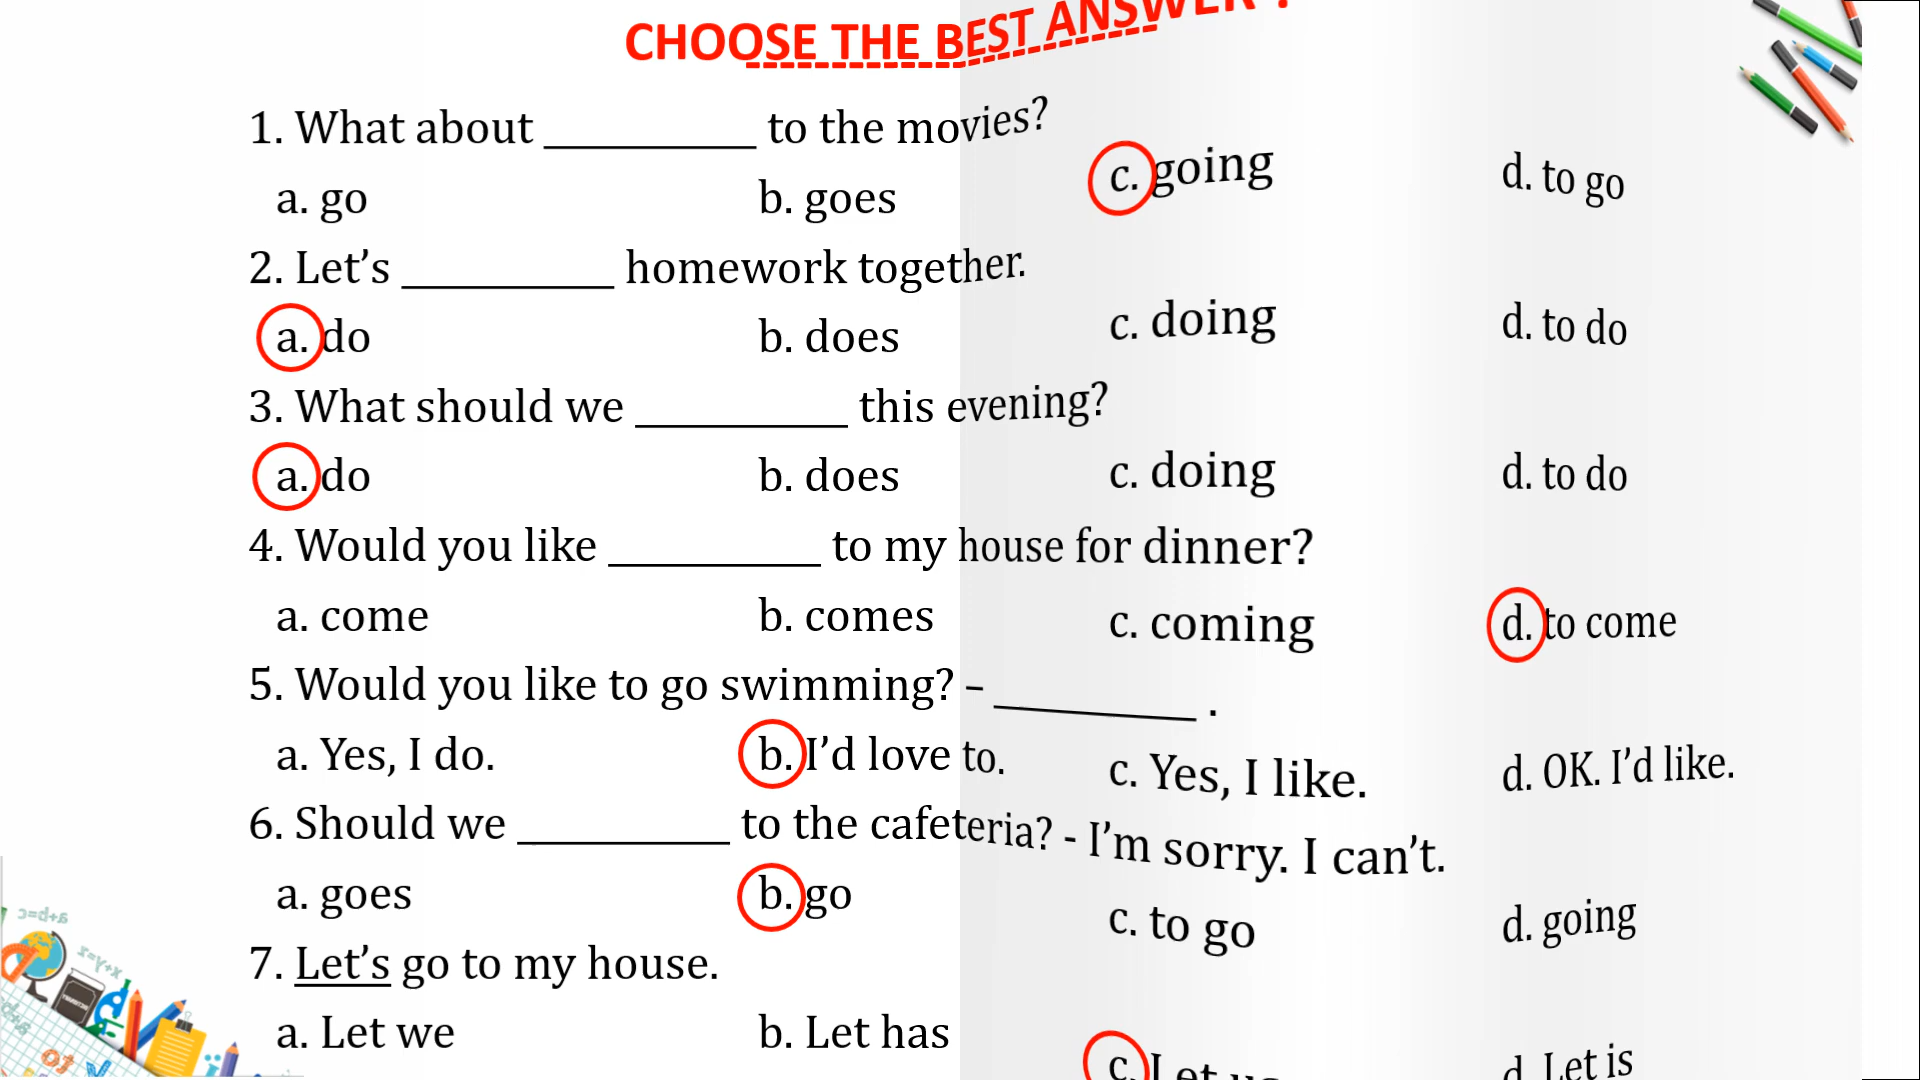 CHOOSE THE BEST ANSWER :
1. What about __________ to the movies?
a. go b. goes c. going d. to go
2. Let’s __________ homework together.
a. do b. does c. doing d. to do
3. What should we __________ this evening?
a. do b. does c. doing d. to do
4. Would you like __________ to my house for dinner?
a. come b. comes c. coming d. to come
5. Would you like to go swimming? – __________ .
a. Yes, I do. b. I’d love to. c. Yes, I like. d. OK. I’d like.
6. Should we __________ to the cafeteria? - I’m sorry. I can’t.
a. goes b. go c. to go d. going
7. Let’s go to my house.
a. Let we b. Let has c. Let us d. Let is